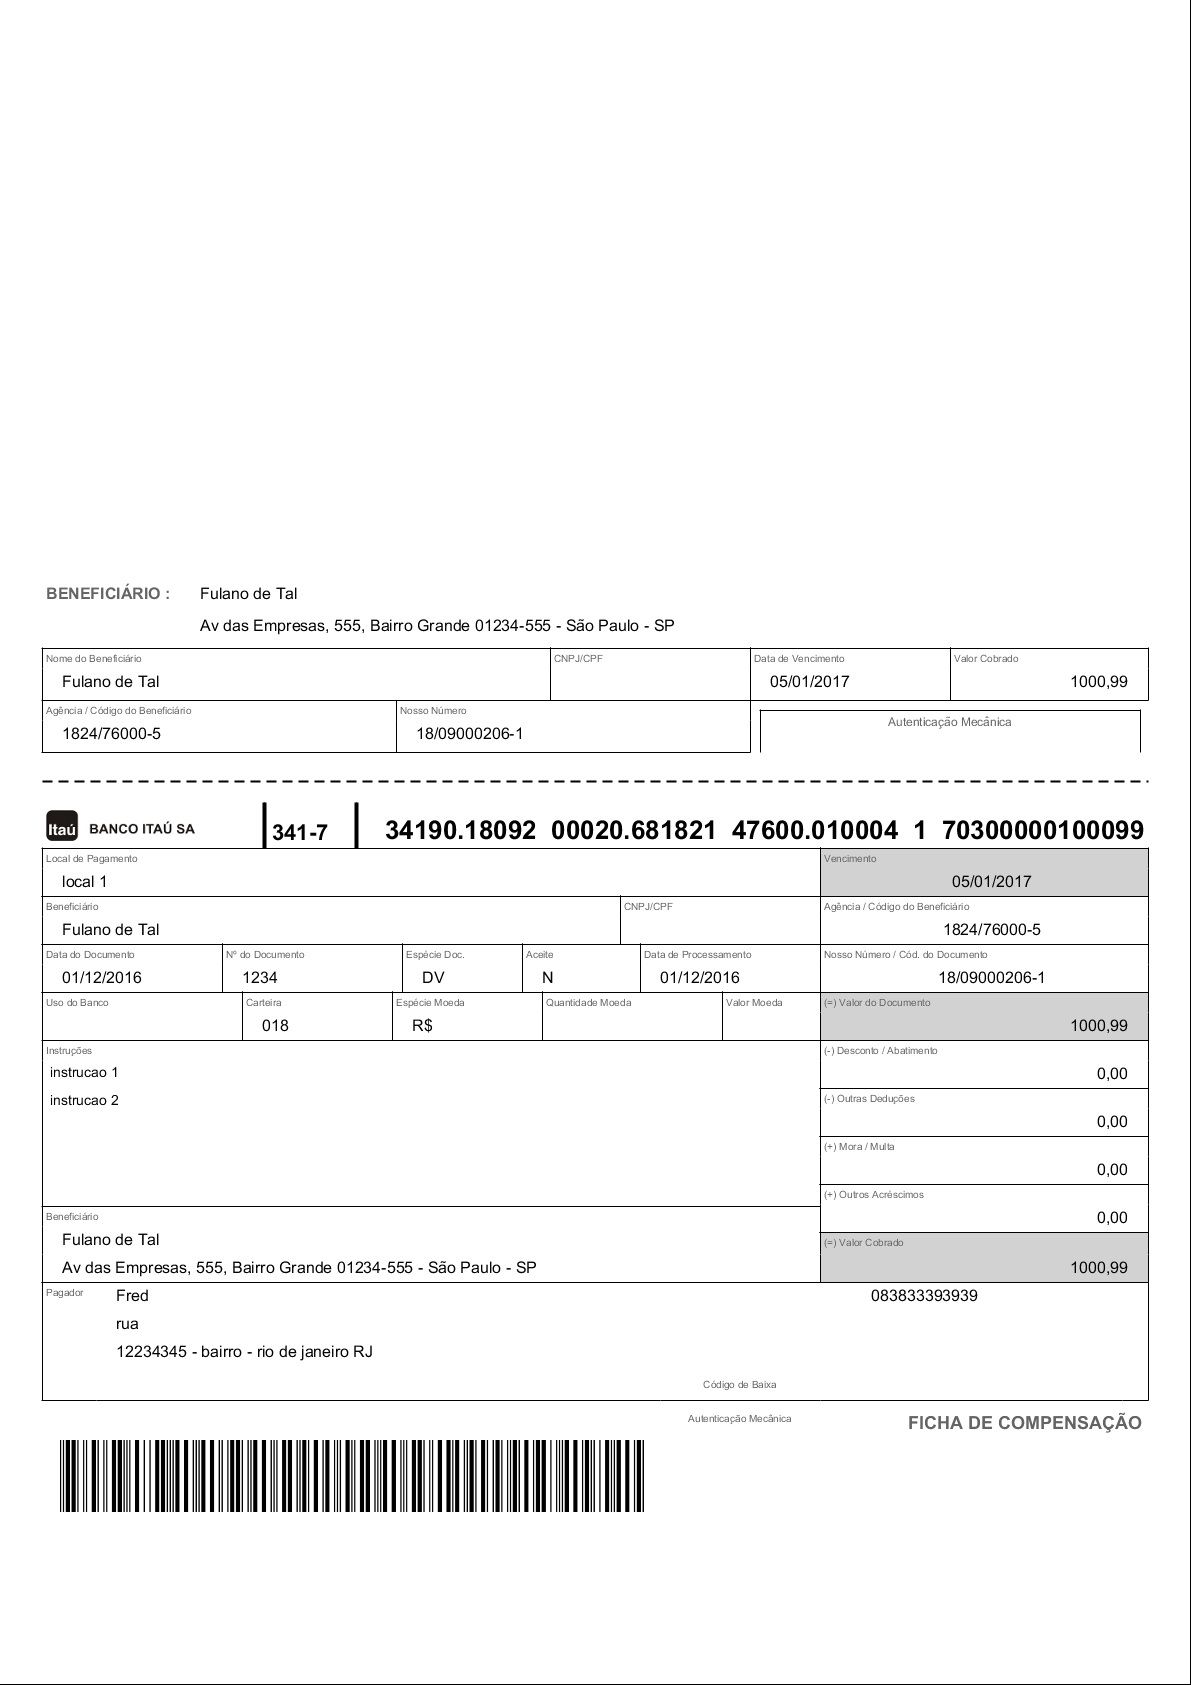 BENEFICIÁRIO : Fulano de Tal
Av das Empresas, 555, Bairro Grande 01234-555 - São Paulo - SP
Nome do Beneficiário CNPJ/CPF Data de Vencimento Valor Cobrado
Fulano de Tal 05/01/2017 1000,99
Agência / Código do Beneficiário Nosso Número Autenticação Mecânica
1824/76000-5 18/09000206-1
Itaú BANCO ITAÚ SA 341-7 34190.18092 00020.681821 47600.010004 1 70300000100099
Local de Pagamento Vencimento
local 1 05/01/2017
Beneficiário CNPJ/CPF Agência / Código do Beneficiário
Fulano de Tal 1824/76000-5
Data do Documento Nº do Documento Espécie Doc. Aceite Data de Processamento Nosso Número / Cód. do Documento
01/12/2016 1234 DV N 01/12/2016 18/09000206-1
Uso do Banco Carteira Espécie Moeda Quantidade Moeda Valor Moeda (=) Valor do Documento
018 R$ 1000,99
Instruções (-) Desconto / Abatimento
instrucao 1 0,00
instrucao 2 (-) Outras Deduções
0,00
(+) Mora / Multa
0,00
(+) Outros Acréscimos
0,00
Beneficiário
Fulano de Tal (=) Valor Cobrado
Av das Empresas, 555, Bairro Grande 01234-555 - São Paulo - SP 1000,99
Pagador Fred 083833393939
rua
12234345 - bairro - rio de janeiro RJ
Código de Baixa
Autenticação Mecânica FICHA DE COMPENSAÇÃO